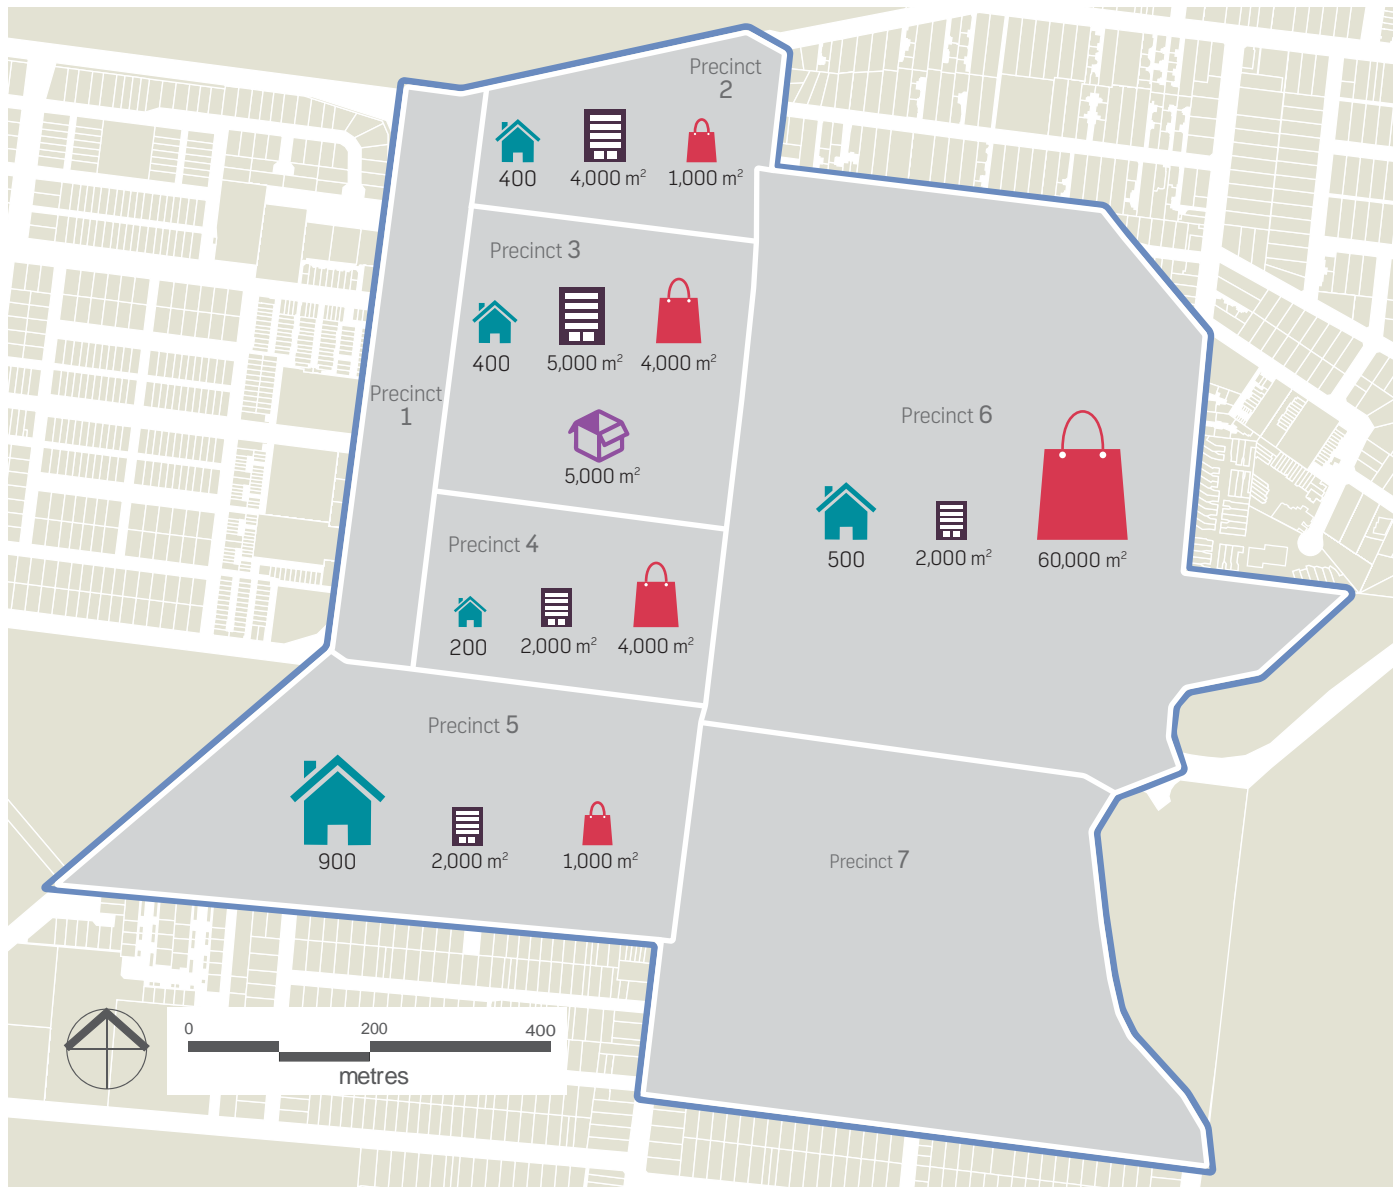 Precinct
2
400 4,000 m² 1,000 m²
Precinct 3
400 5,000 m² 4,000 m²
Precinct
1
5,000 m²
Precinct 6
500 2,000 m² 60,000 m²
Precinct 4
200 2,000 m² 4,000 m²
Precinct 5
900 2,000 m² 1,000 m²
Precinct 7
0 200 400
metres